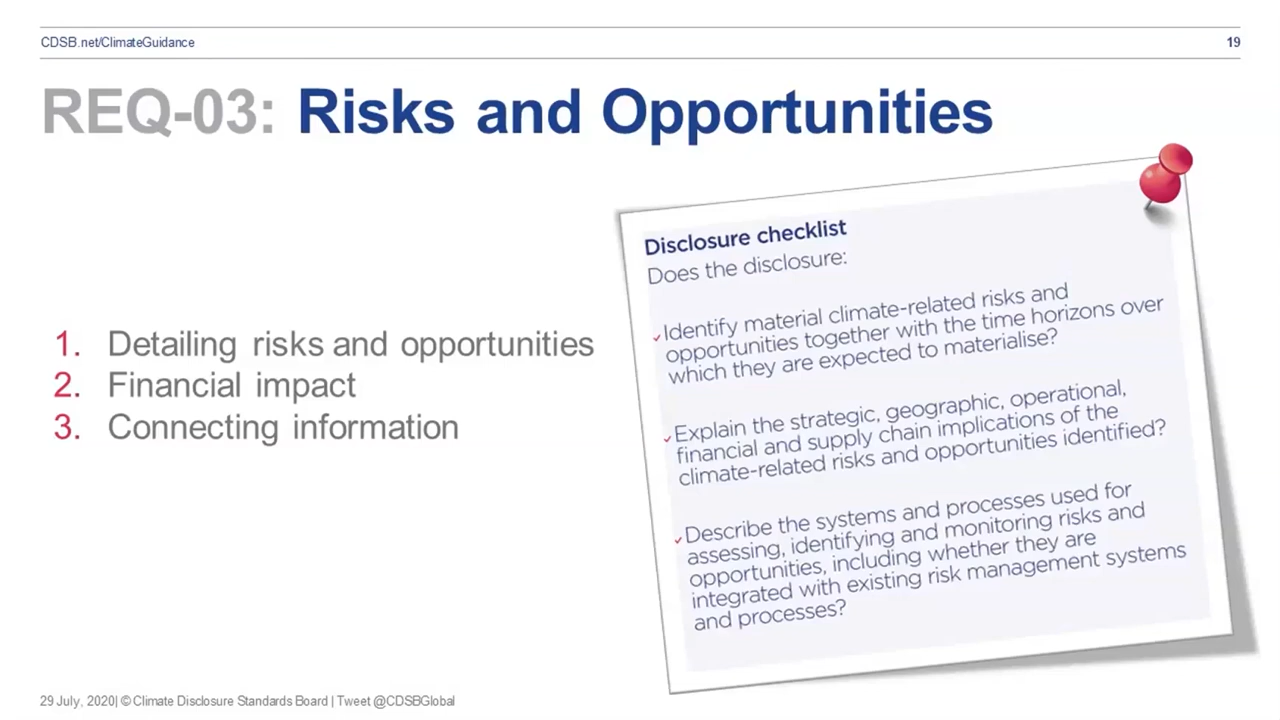 CDSB.net/ClimateGuidance
19
REQ-03: Risks and Opportunities
1. Detailing risks and opportunities
2. Financial impact
3. Connecting information
Disclosure checklist
Does the disclosure:
✓Identify material climate-related risks and
opportunities together with the time horizons over
which they are expected to materialise?
✓Explain the strategic, geographic, operational,
financial and supply chain implications of the
climate-related risks and opportunities identified?
✓Describe the systems and processes used for
assessing, identifying and monitoring risks and
opportunities, including whether they are
integrated with existing risk management systems
and processes?
29 July, 2020| © Climate Disclosure Standards Board | Tweet @CDSBGlobal